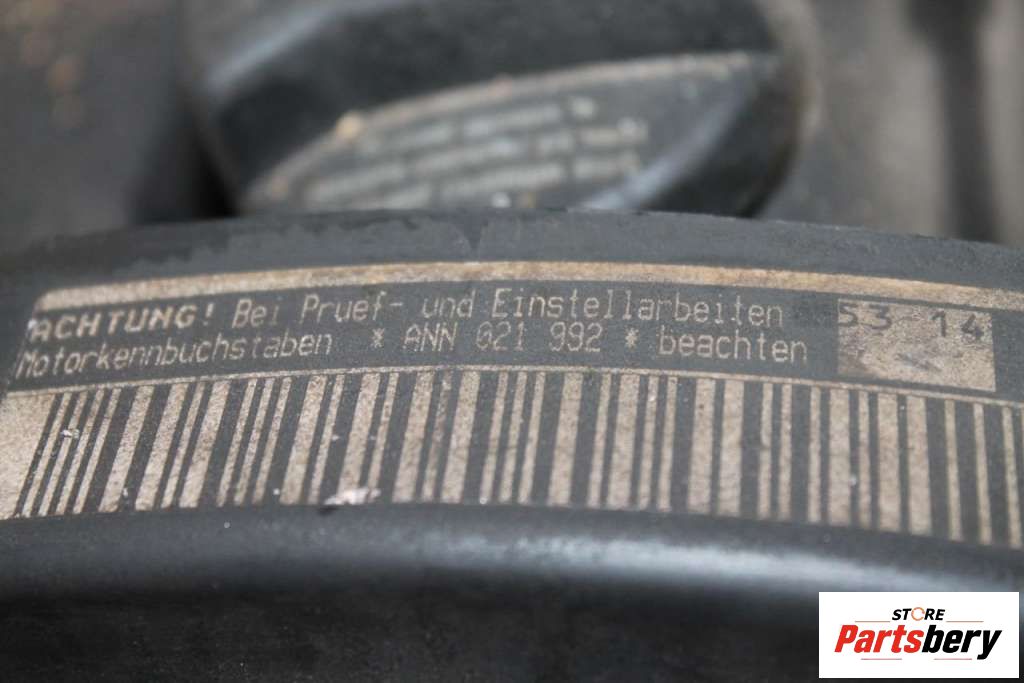 ACHTUNG! Bei Pruef- und Einstellarbeiten 53 14
Motorkennbuchstaben * ANN 021 992 * beachten
STORE
Partsbery